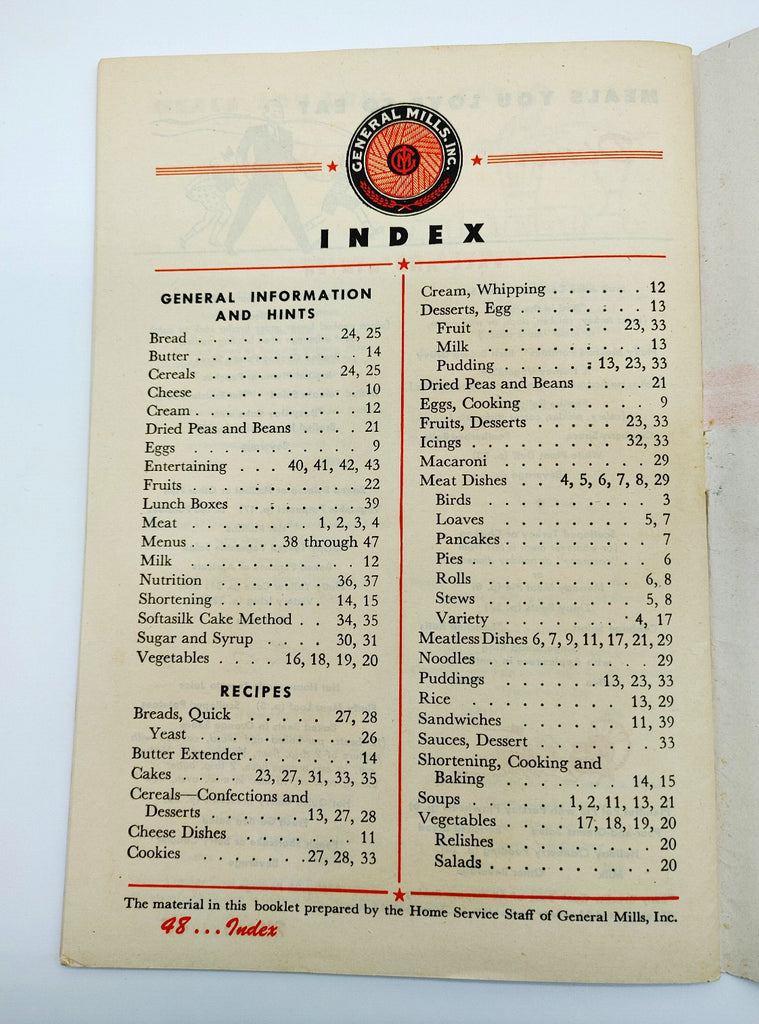 GENERAL MILLS, INC.
GM
INDEX
GENERAL INFORMATION
AND HINTS
Bread . . . . . . . . . 24, 25
Butter . . . . . . . . . . . 14
Cereals . . . . . . . . 24, 25
Cheese . . . . . . . . . . 10
Cream . . . . . . . . . . . 12
Dried Peas and Beans . . . . 21
Eggs . . . . . . . . . . . 9
Entertaining . . . 40, 41, 42, 43
Fruits . . . . . . . . . . . 22
Lunch Boxes . . . . . . . . 39
Meat . . . . . . . . 1, 2, 3, 4
Menus . . . . . . . 38 through 47
Milk . . . . . . . . . . . 12
Nutrition . . . . . . . 36, 37
Shortening . . . . . . . 14, 15
Softasilk Cake Method . . 34, 35
Sugar and Syrup . . . . 30, 31
Vegetables . . . . 16, 18, 19, 20
RECIPES
Breads, Quick . . . . . 27, 28
Yeast . . . . . . . . . . 26
Butter Extender . . . . . . . 14
Cakes . . . . 23, 27, 31, 33, 35
Cereals—Confections and
Desserts . . . . . . 13, 27, 28
Cheese Dishes . . . . . . . 11
Cookies . . . . . . . 27, 28, 33
Cream, Whipping . . . . . . 12
Desserts, Egg . . . . . . . . 13
Fruit . . . . . . . . 23, 33
Milk . . . . . . . . . . 13
Pudding . . . . . : 13, 23, 33
Dried Peas and Beans . . . . 21
Eggs, Cooking . . . . . . . 9
Fruits, Desserts . . . . . 23, 33
Icings . . . . . . . . . 32, 33
Macaroni . . . . . . . . . 29
Meat Dishes . . 4, 5, 6, 7, 8, 29
Birds . . . . . . . . . . 3
Loaves . . . . . . . . 5, 7
Pancakes . . . . . . . . . 7
Pies . . . . . . . . . . . 6
Rolls . . . . . . . . . 6, 8
Stews . . . . . . . . . 5, 8
Variety . . . . . . . . 4, 17
Meatless Dishes 6, 7, 9, 11, 17, 21, 29
Noodles . . . . . . . . . . 29
Puddings . . . . . . 13, 23, 33
Rice . . . . . . . . . 13, 29
Sandwiches . . . . . . 11, 39
Sauces, Dessert . . . . . . . 33
Shortening, Cooking and
Baking . . . . . . . 14, 15
Soups . . . . . . . 1, 2, 11, 13, 21
Vegetables . . . . 17, 18, 19, 20
Relishes . . . . . . . . . 20
Salads . . . . . . . . . . 20
The material in this booklet prepared by the Home Service Staff of General Mills, Inc.
48 . . . Index